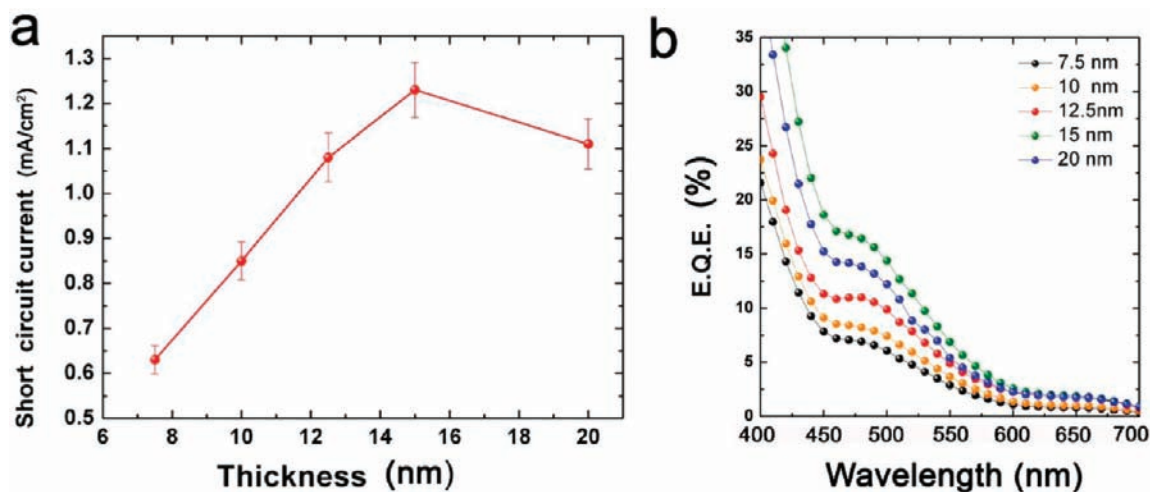 a
Short circuit current (mA/cm²)
1.3
1.2
1.1
1.0
0.9
0.8
0.7
0.6
0.5
6 8 10 12 14 16 18 20
Thickness (nm)
b
E.Q.E. (%)
35
30
25
20
15
10
5
0
400 450 500 550 600 650 700
Wavelength (nm)
7.5 nm
10 nm
12.5nm
15 nm
20 nm